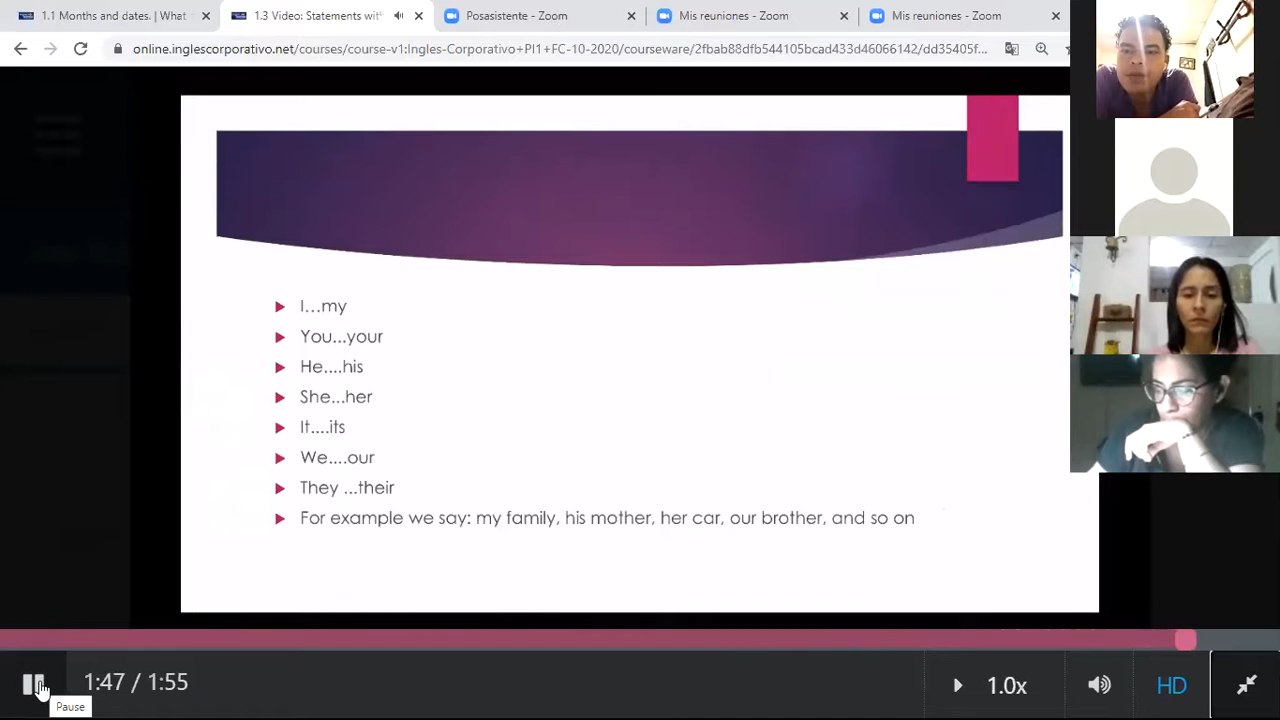 1.1 Months and dates. | What
1.3 Video: Statements wit
Posasistente - Zoom
Mis reuniones - Zoom
Mis reuniones - Zoom
online.inglescorporativo.net/courses/course-v1:Ingles-Corporativo+PI1+FC-10-2020/courseware/2fbab88dfb544105bcad433d46066142/dd35405f...
I...my
You...your
He....his
She...her
It....its
We....our
They ...their
For example we say: my family, his mother, her car, our brother, and so on
1:47 / 1:55
1.0x
HD
Pause